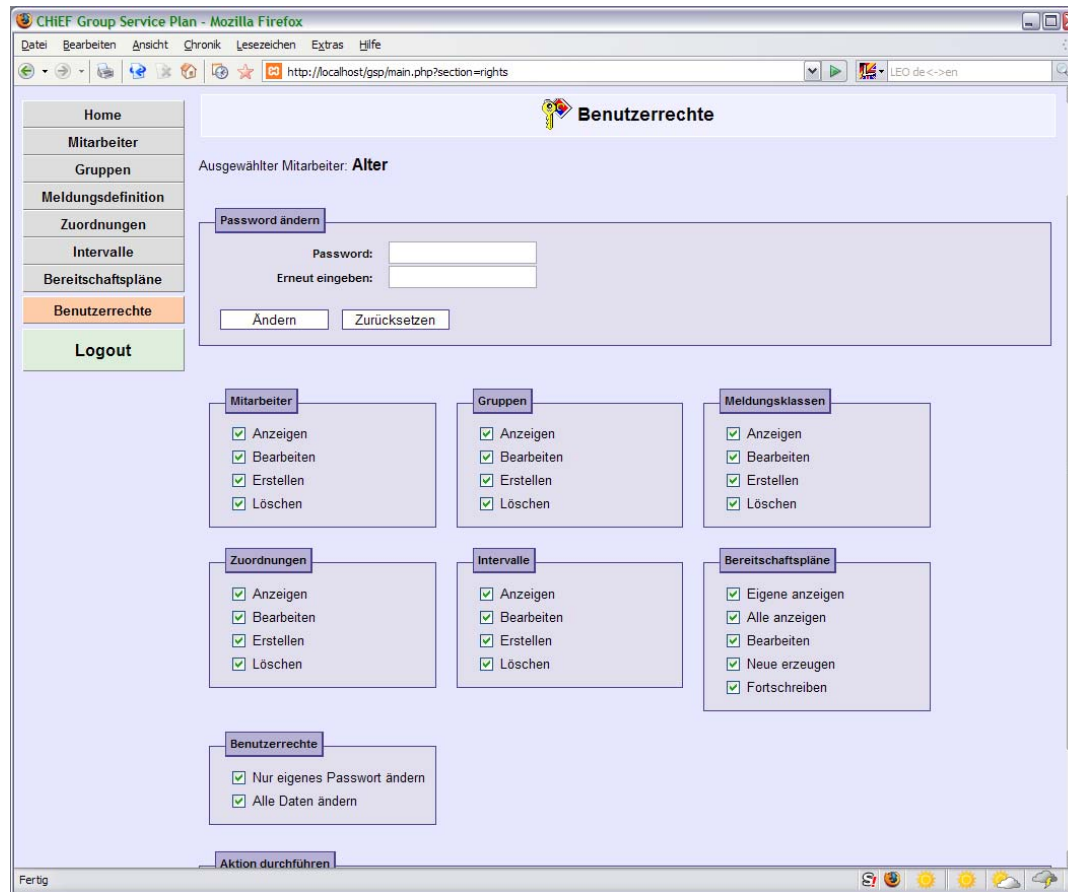 CHiEF Group Service Plan - Mozilla Firefox
Datei Bearbeiten Ansicht Chronik Lesezeichen Extras Hilfe
http://localhost/gsp/main.php?section=rights
LEO de<->en
Home
Mitarbeiter
Gruppen
Meldungsdefinition
Zuordnungen
Intervalle
Bereitschaftspläne
Benutzerrechte
Logout
Benutzerrechte
Ausgewählter Mitarbeiter: Alter
Password ändern
Password:
Erneut eingeben:
Ändern Zurücksetzen
Mitarbeiter
Anzeigen
Bearbeiten
Erstellen
Löschen
Gruppen
Anzeigen
Bearbeiten
Erstellen
Löschen
Meldungsklassen
Anzeigen
Bearbeiten
Erstellen
Löschen
Zuordnungen
Anzeigen
Bearbeiten
Erstellen
Löschen
Intervalle
Anzeigen
Bearbeiten
Erstellen
Löschen
Bereitschaftspläne
Eigene anzeigen
Alle anzeigen
Bearbeiten
Neue erzeugen
Fortschreiben
Benutzerrechte
Nur eigenes Passwort ändern
Alle Daten ändern
Aktion durchführen
Fertig